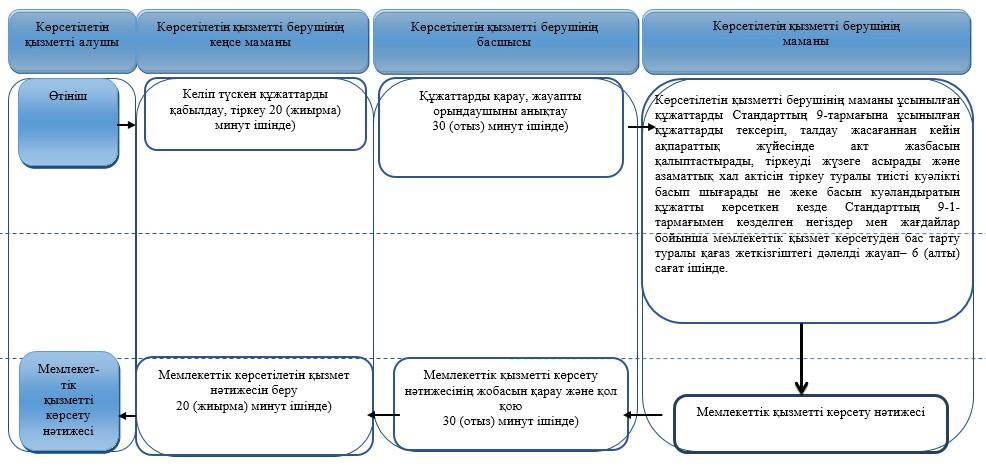 Көрсетілетін
қызметті алушы
Көрсетілетін қызметті берушінің
кеңсе маманы
Көрсетілетін қызметті берушінің
басшысы
Көрсетілетін қызметті берушінің
маманы
Өтініш
Келіп түскен құжаттарды
қабылдау, тіркеу 20 (жиырма)
минут ішінде)
Құжаттарды қарау, жауапты
орындаушыны анықтау
30 (отыз) минут ішінде)
Көрсетілетін қызметті берушінің маманы ұсынылған
құжаттарды Стандарттың 9-тармағына ұсынылған
құжаттарды тексеріп, талдау жасағаннан кейін
ақпараттық жүйесінде акт жазбасын
қалыптастырады, тіркеуді жүзеге асырады және
азаматтық хал актісін тіркеу туралы тиісті куәлікті
басып шығарады не жеке басын куәландыратын
құжатты көрсеткен кезде Стандарттың 9-1-
тармағымен көзделген негіздер мен жағдайлар
бойынша мемлекеттік қызмет көрсетуден бас тарту
туралы қағаз жеткізгіштегі дәлелді жауап– 6 (алты)
сағат ішінде.
Мемлекет-
тік
қызметті
көрсету
нәтижесі
Мемлекеттік көрсетілетін қызмет
нәтижесін беру
20 (жиырма) минут ішінде)
Мемлекеттік қызметті көрсету
нәтижесінің жобасын қарау және қол
қою
30 (отыз) минут ішінде)
Мемлекеттік қызметті көрсету нәтижесі